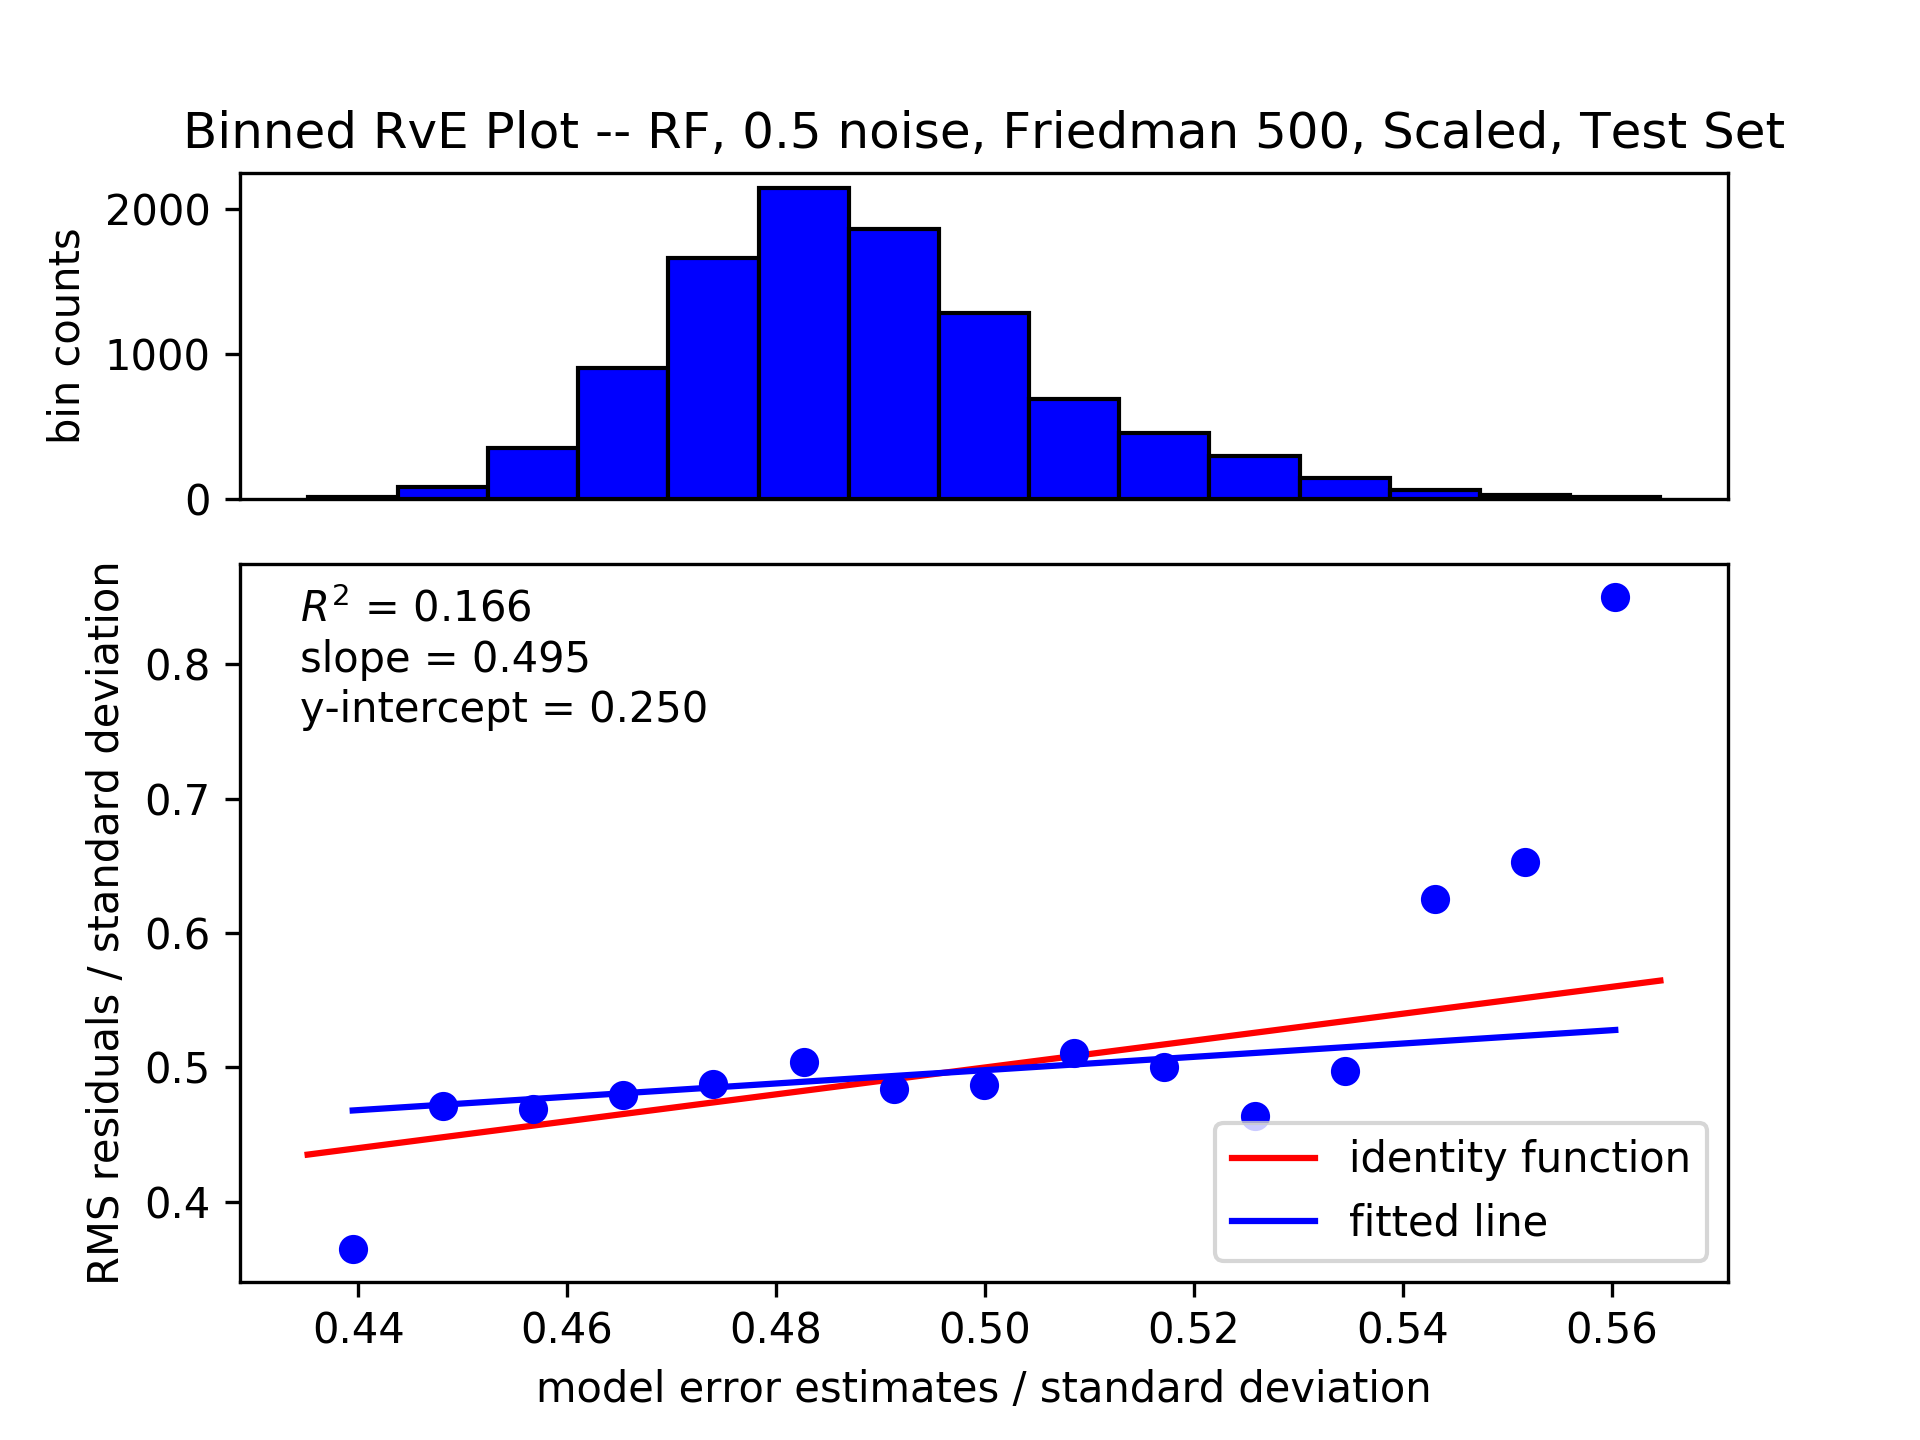 Binned RvE Plot -- RF, 0.5 noise, Friedman 500, Scaled, Test Set
bin counts
2000
1000
0
RMS residuals / standard deviation
R² = 0.166
slope = 0.495
y-intercept = 0.250
0.8
0.7
0.6
0.5
0.4
identity function
fitted line
0.44 0.46 0.48 0.50 0.52 0.54 0.56
model error estimates / standard deviation